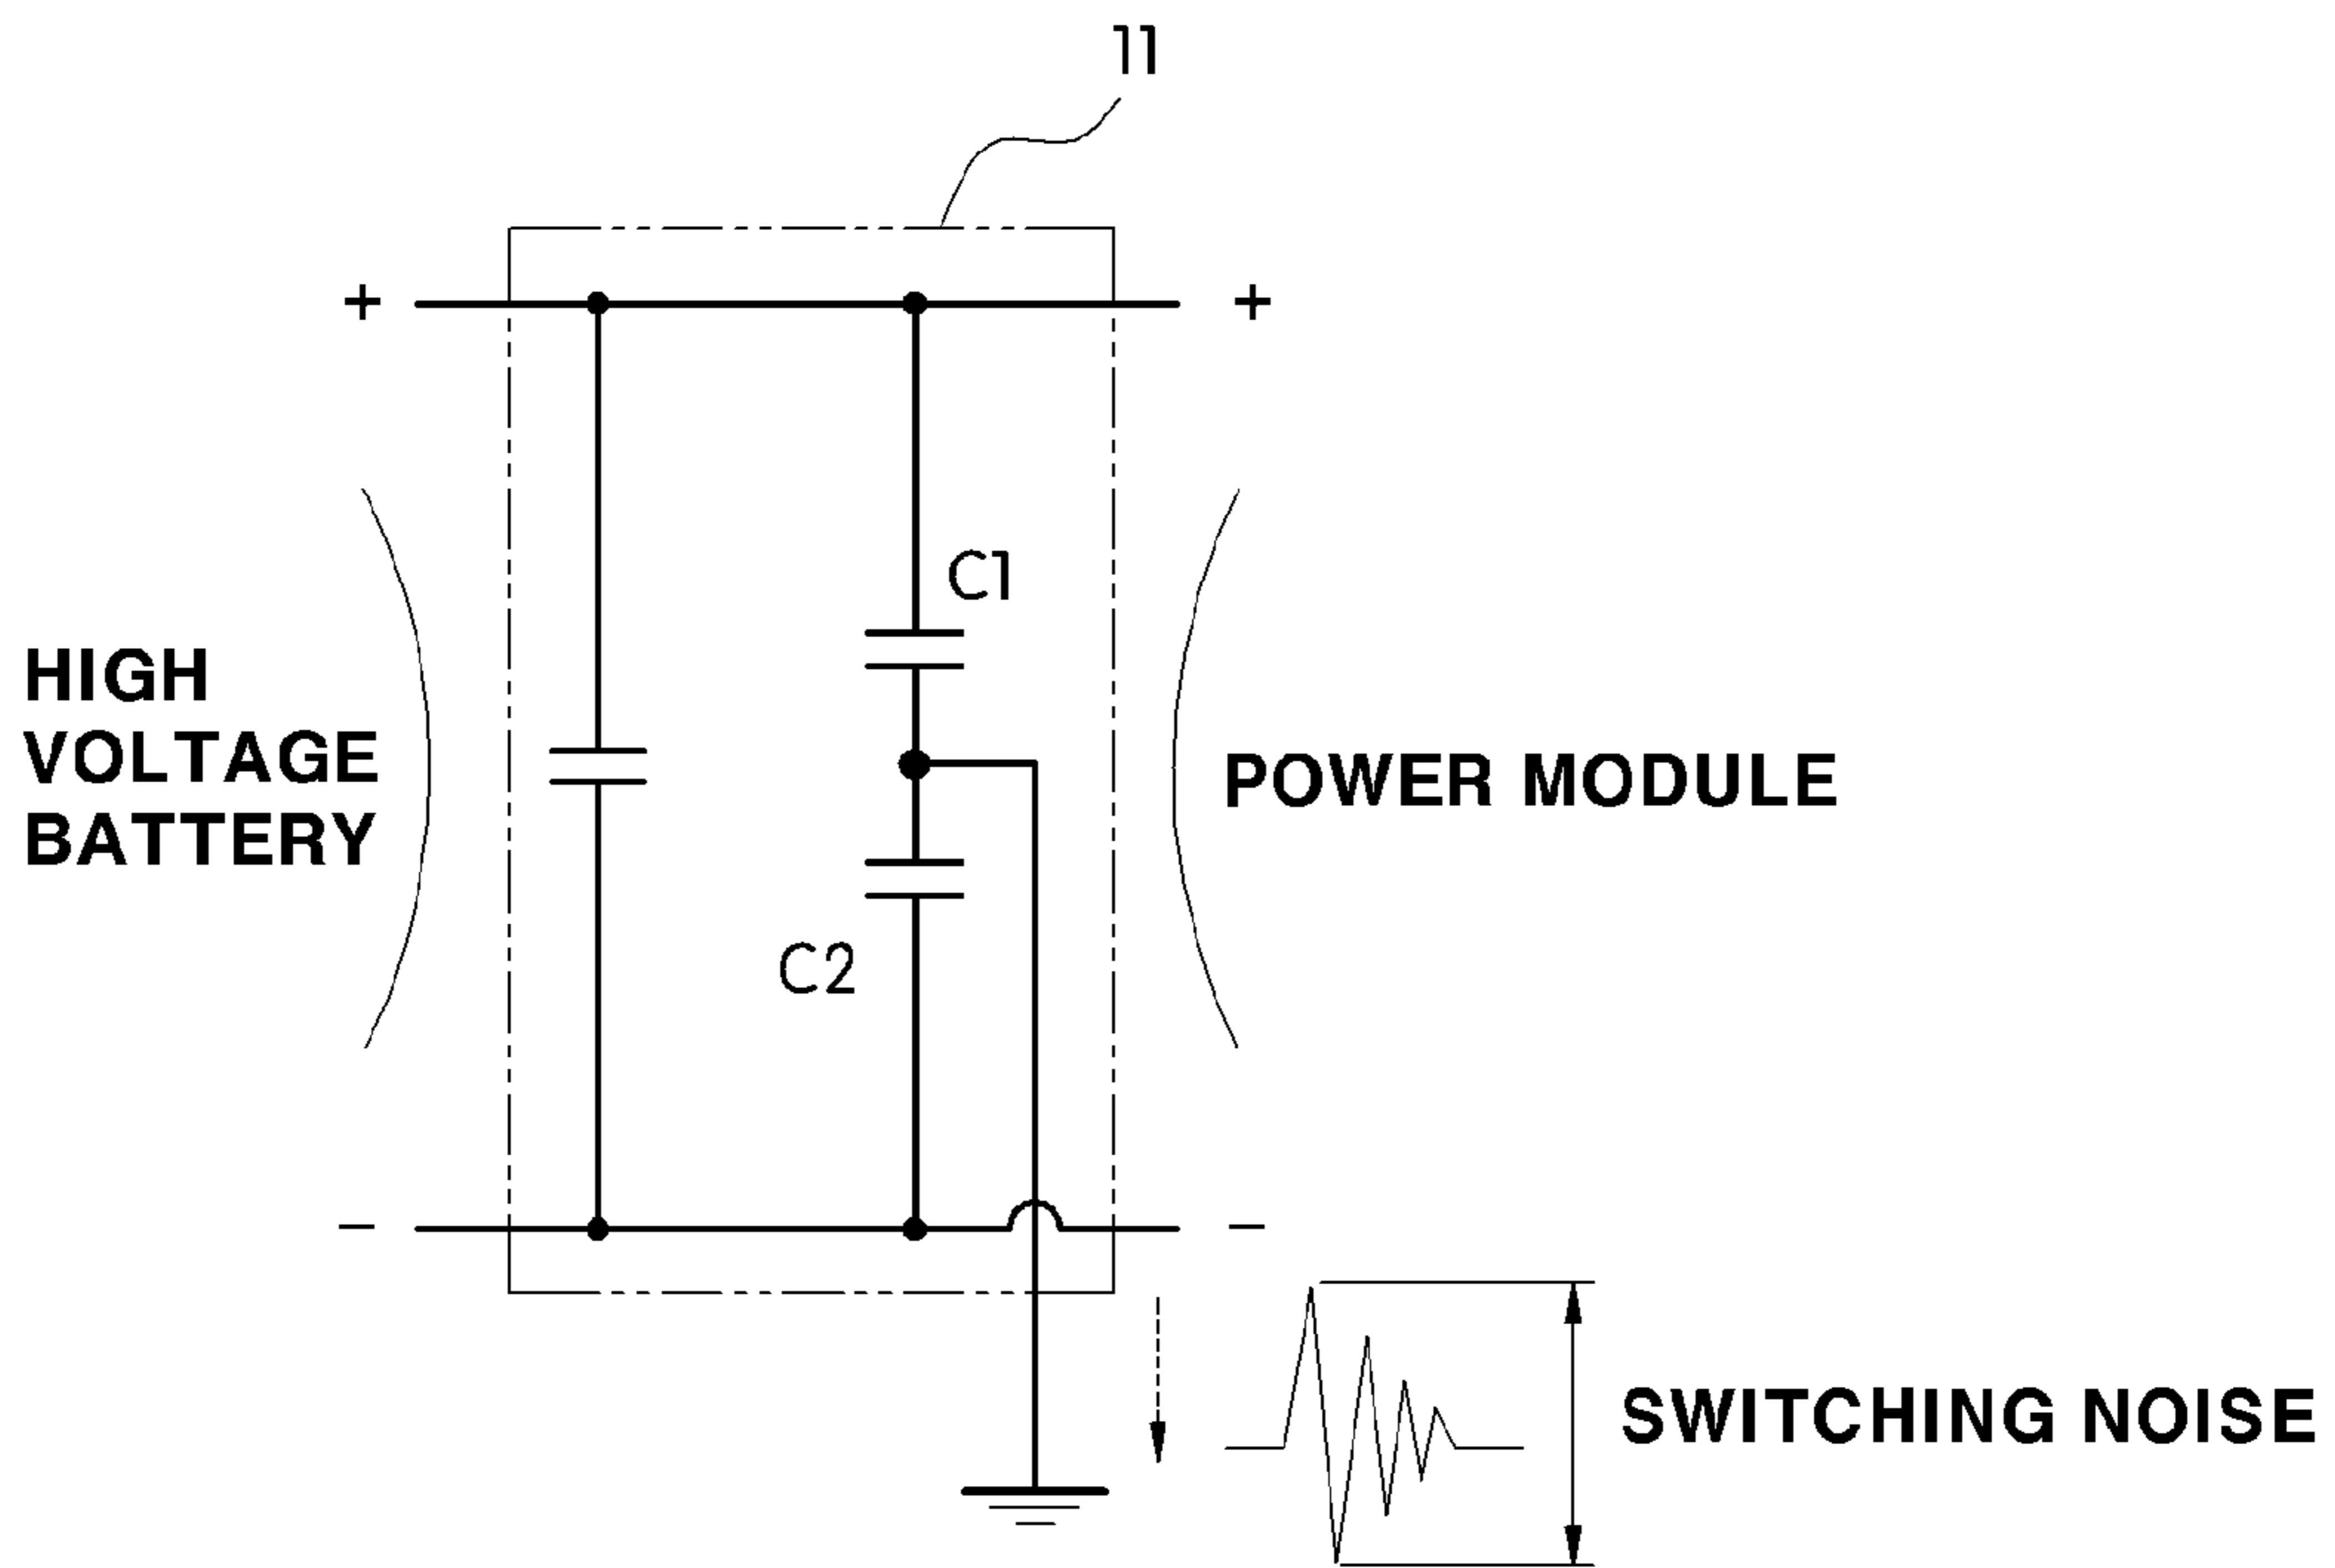 11
+ +
C1
HIGH
VOLTAGE
BATTERY
POWER MODULE
C2
− −
SWITCHING NOISE